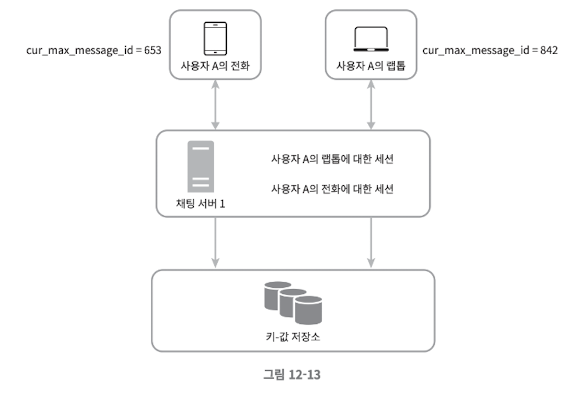 cur_max_message_id = 653
사용자 A의 전화
사용자 A의 랩톱
cur_max_message_id = 842
채팅 서버 1
사용자 A의 랩톱에 대한 세션
사용자 A의 전화에 대한 세션
키-값 저장소
그림 12-13